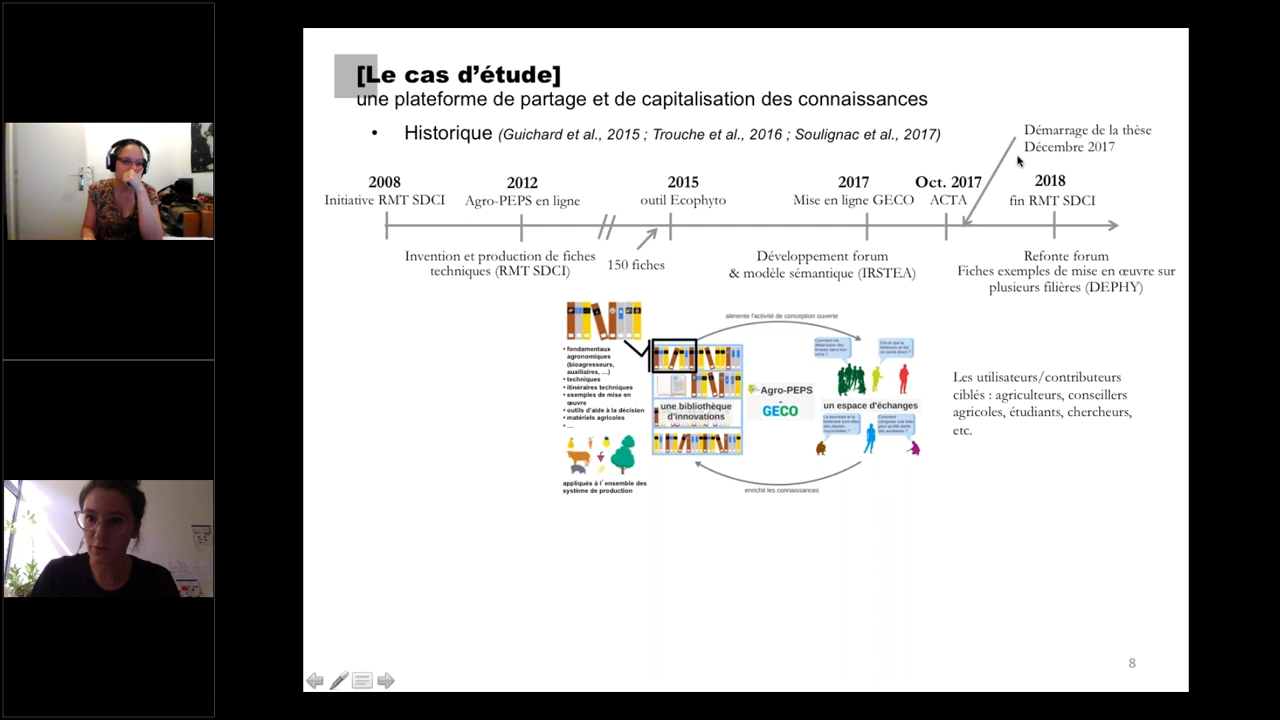 [Le cas d’étude]
une plateforme de partage et de capitalisation des connaissances
• Historique (Guichard et al., 2015 ; Trouche et al., 2016 ; Soulignac et al., 2017)
Démarrage de la thèse
Décembre 2017
2008
Initiative RMT SDCI
2012
Agro-PEPS en ligne
2015
outil Ecophyto
2017
Mise en ligne GECO
Oct. 2017
ACTA
2018
fin RMT SDCI
Invention et production de fiches
techniques (RMT SDCI)
150 fiches
Développement forum
& modèle sémantique (IRSTEA)
Refonte forum
Fiches exemples de mise en œuvre sur
plusieurs filières (DEPHY)
alimente l'activité de conception ouverte
• fondamentaux
agronomiques
(bioagresseurs,
auxiliaires, ...)
• techniques
• itinéraires techniques
• exemples de mise en
œuvre
• outils d'aide à la décision
• matériels agricoles
• ...
appliqués à l'ensemble des
système de production
une bibliothèque
d'innovations
Agro-PEPS
-
GECO
un espace d'échanges
enrichit les connaissances
Les utilisateurs/contributeurs
ciblés : agriculteurs, conseillers
agricoles, étudiants, chercheurs,
etc.
8